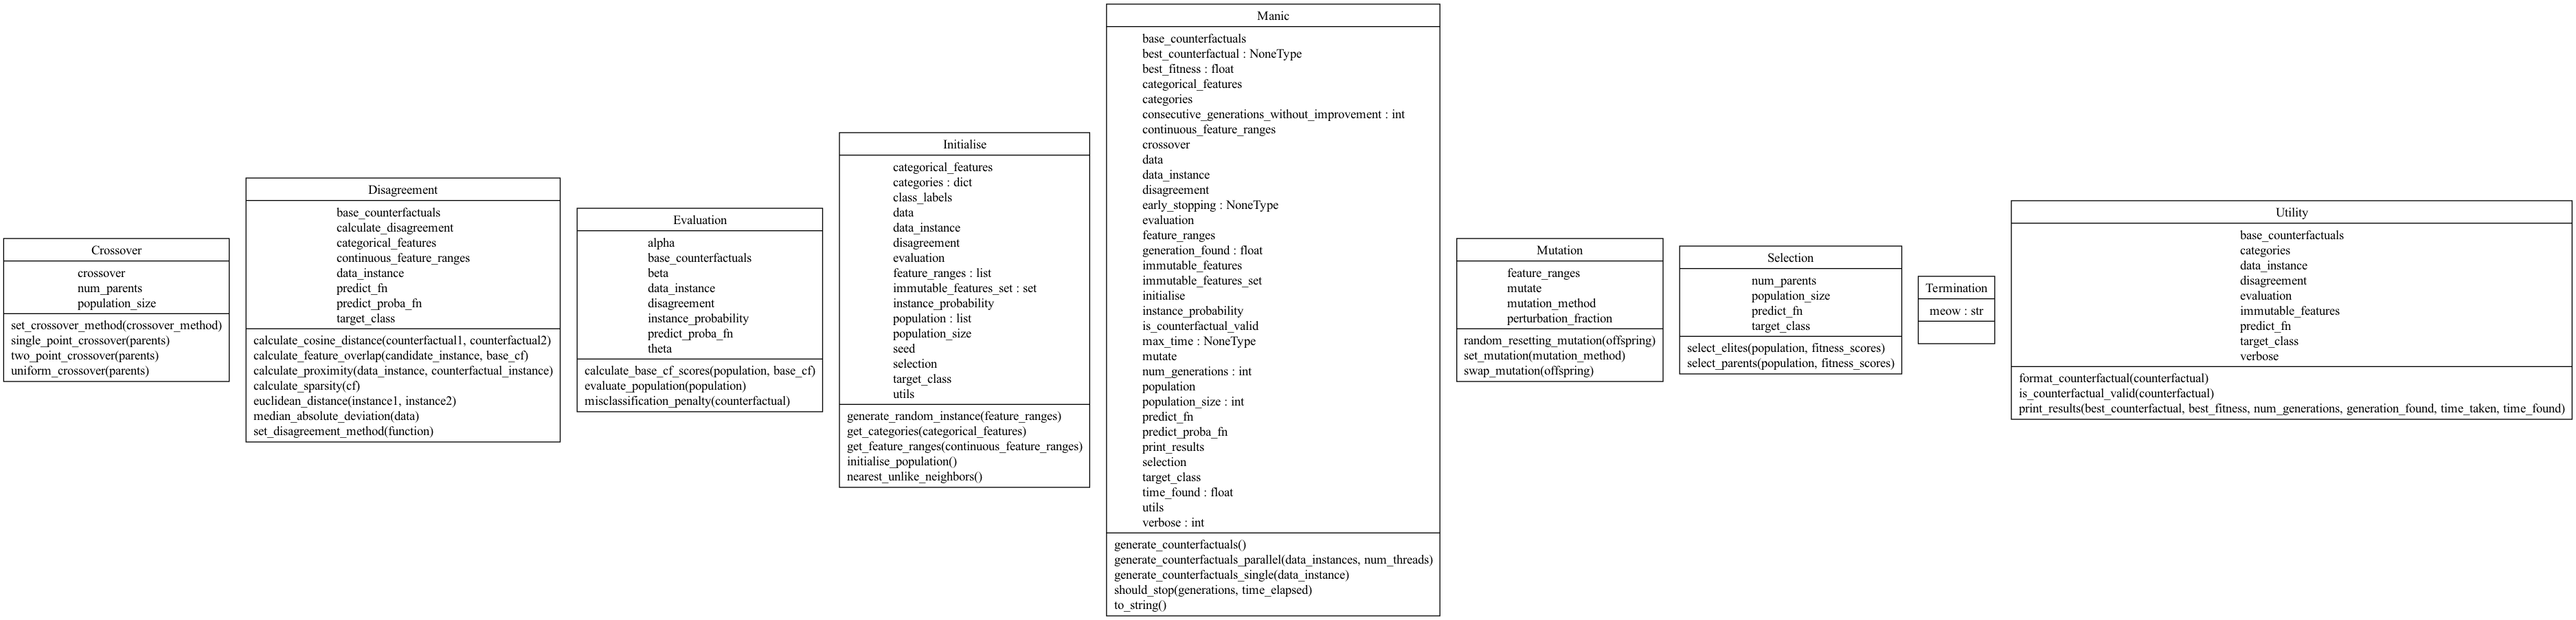 Crossover
crossover
num_parents
population_size
set_crossover_method(crossover_method)
single_point_crossover(parents)
two_point_crossover(parents)
uniform_crossover(parents)
Disagreement
base_counterfactuals
calculate_disagreement
categorical_features
continuous_feature_ranges
data_instance
predict_fn
predict_proba_fn
target_class
calculate_cosine_distance(counterfactual1, counterfactual2)
calculate_feature_overlap(candidate_instance, base_cf)
calculate_proximity(data_instance, counterfactual_instance)
calculate_sparsity(cf)
euclidean_distance(instance1, instance2)
median_absolute_deviation(data)
set_disagreement_method(function)
Evaluation
alpha
base_counterfactuals
beta
data_instance
disagreement
instance_probability
predict_proba_fn
theta
calculate_base_cf_scores(population, base_cf)
evaluate_population(population)
misclassification_penalty(counterfactual)
Initialise
categorical_features
categories : dict
class_labels
data
data_instance
disagreement
evaluation
feature_ranges : list
immutable_features_set : set
instance_probability
population : list
population_size
seed
selection
target_class
utils
generate_random_instance(feature_ranges)
get_categories(categorical_features)
get_feature_ranges(continuous_feature_ranges)
initialise_population()
nearest_unlike_neighbors()
Manic
base_counterfactuals
best_counterfactual : NoneType
best_fitness : float
categorical_features
categories
consecutive_generations_without_improvement : int
continuous_feature_ranges
crossover
data
data_instance
disagreement
early_stopping : NoneType
evaluation
feature_ranges
generation_found : float
immutable_features
immutable_features_set
initialise
instance_probability
is_counterfactual_valid
max_time : NoneType
mutate
num_generations : int
population
population_size : int
predict_fn
predict_proba_fn
print_results
selection
target_class
time_found : float
utils
verbose : int
generate_counterfactuals()
generate_counterfactuals_parallel(data_instances, num_threads)
generate_counterfactuals_single(data_instance)
should_stop(generations, time_elapsed)
to_string()
Mutation
feature_ranges
mutate
mutation_method
perturbation_fraction
random_resetting_mutation(offspring)
set_mutation(mutation_method)
swap_mutation(offspring)
Selection
num_parents
population_size
predict_fn
target_class
select_elites(population, fitness_scores)
select_parents(population, fitness_scores)
Termination
meow : str
Utility
base_counterfactuals
categories
data_instance
disagreement
evaluation
immutable_features
predict_fn
target_class
verbose
format_counterfactual(counterfactual)
is_counterfactual_valid(counterfactual)
print_results(best_counterfactual, best_fitness, num_generations, generation_found, time_taken, time_found)